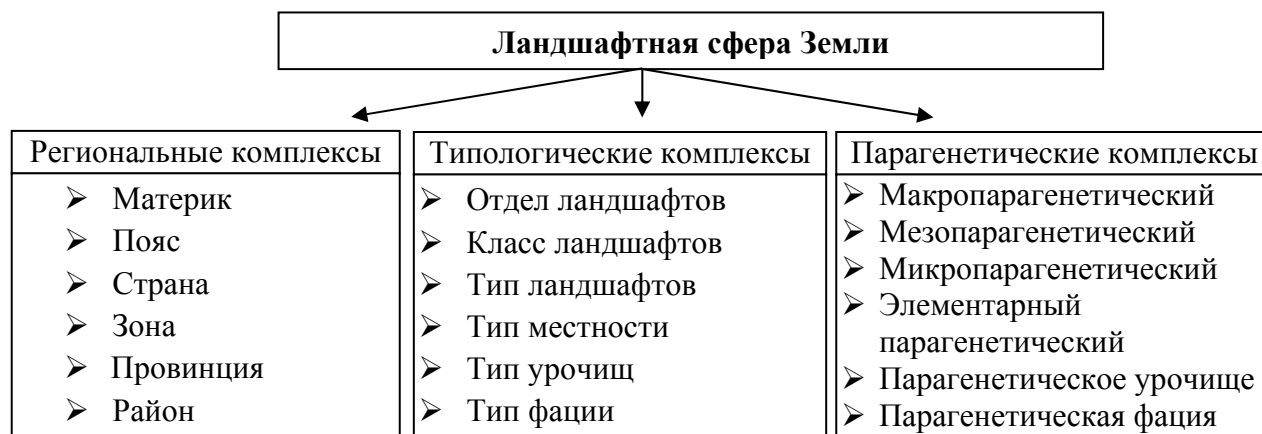 Ландшафтная сфера Земли
Региональные комплексы
Материк
Пояс
Страна
Зона
Провинция
Район
Типологические комплексы
Отдел ландшафтов
Класс ландшафтов
Тип ландшафтов
Тип местности
Тип урочищ
Тип фации
Парагенетические комплексы
Макропарагенетический
Мезопарагенетический
Микропарагенетический
Элементарный
парагенетический
Парагенетическое урочище
Парагенетическая фация